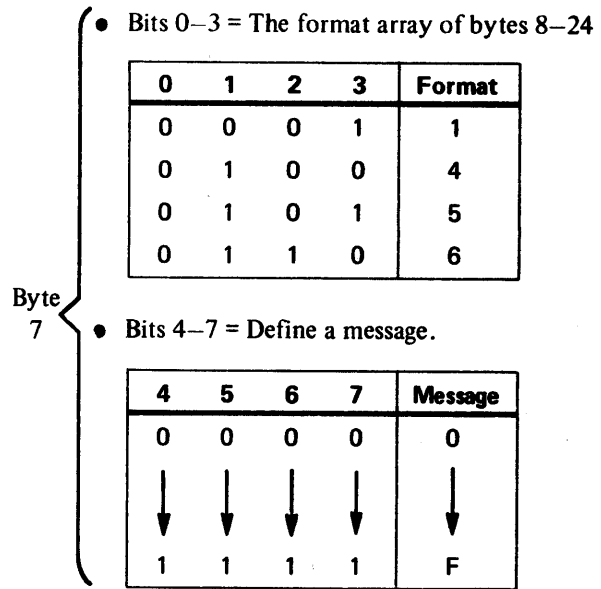 • Bits 0–3 = The format array of bytes 8–24
0 1 2 3 Format
0 0 0 1 1
0 1 0 0 4
0 1 0 1 5
0 1 1 0 6
Byte
7
• Bits 4–7 = Define a message.
4 5 6 7 Message
0 0 0 0 0
1 1 1 1 F